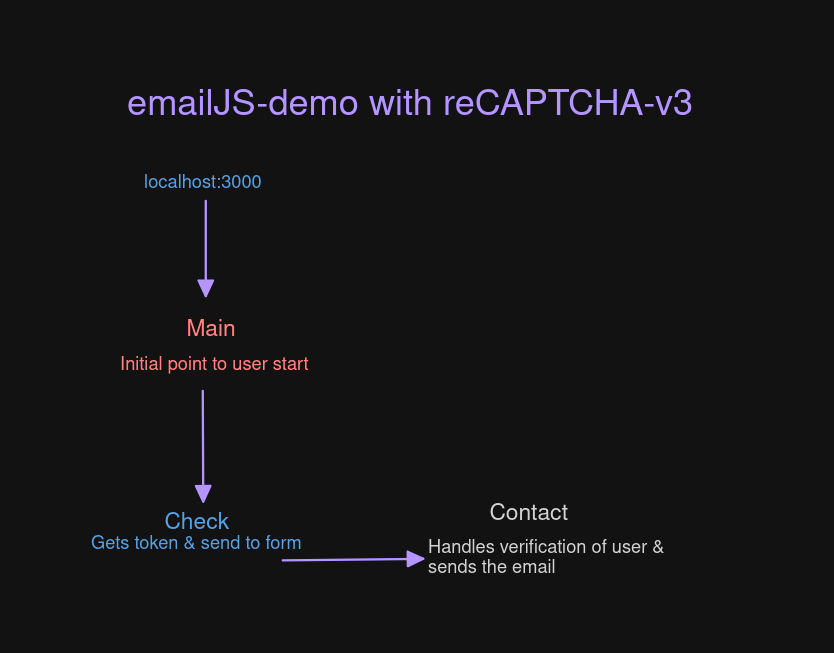 emailJS-demo with reCAPTCHA-v3
localhost:3000
Main
Initial point to user start
Check
Gets token & send to form
Contact
Handles verification of user &
sends the email